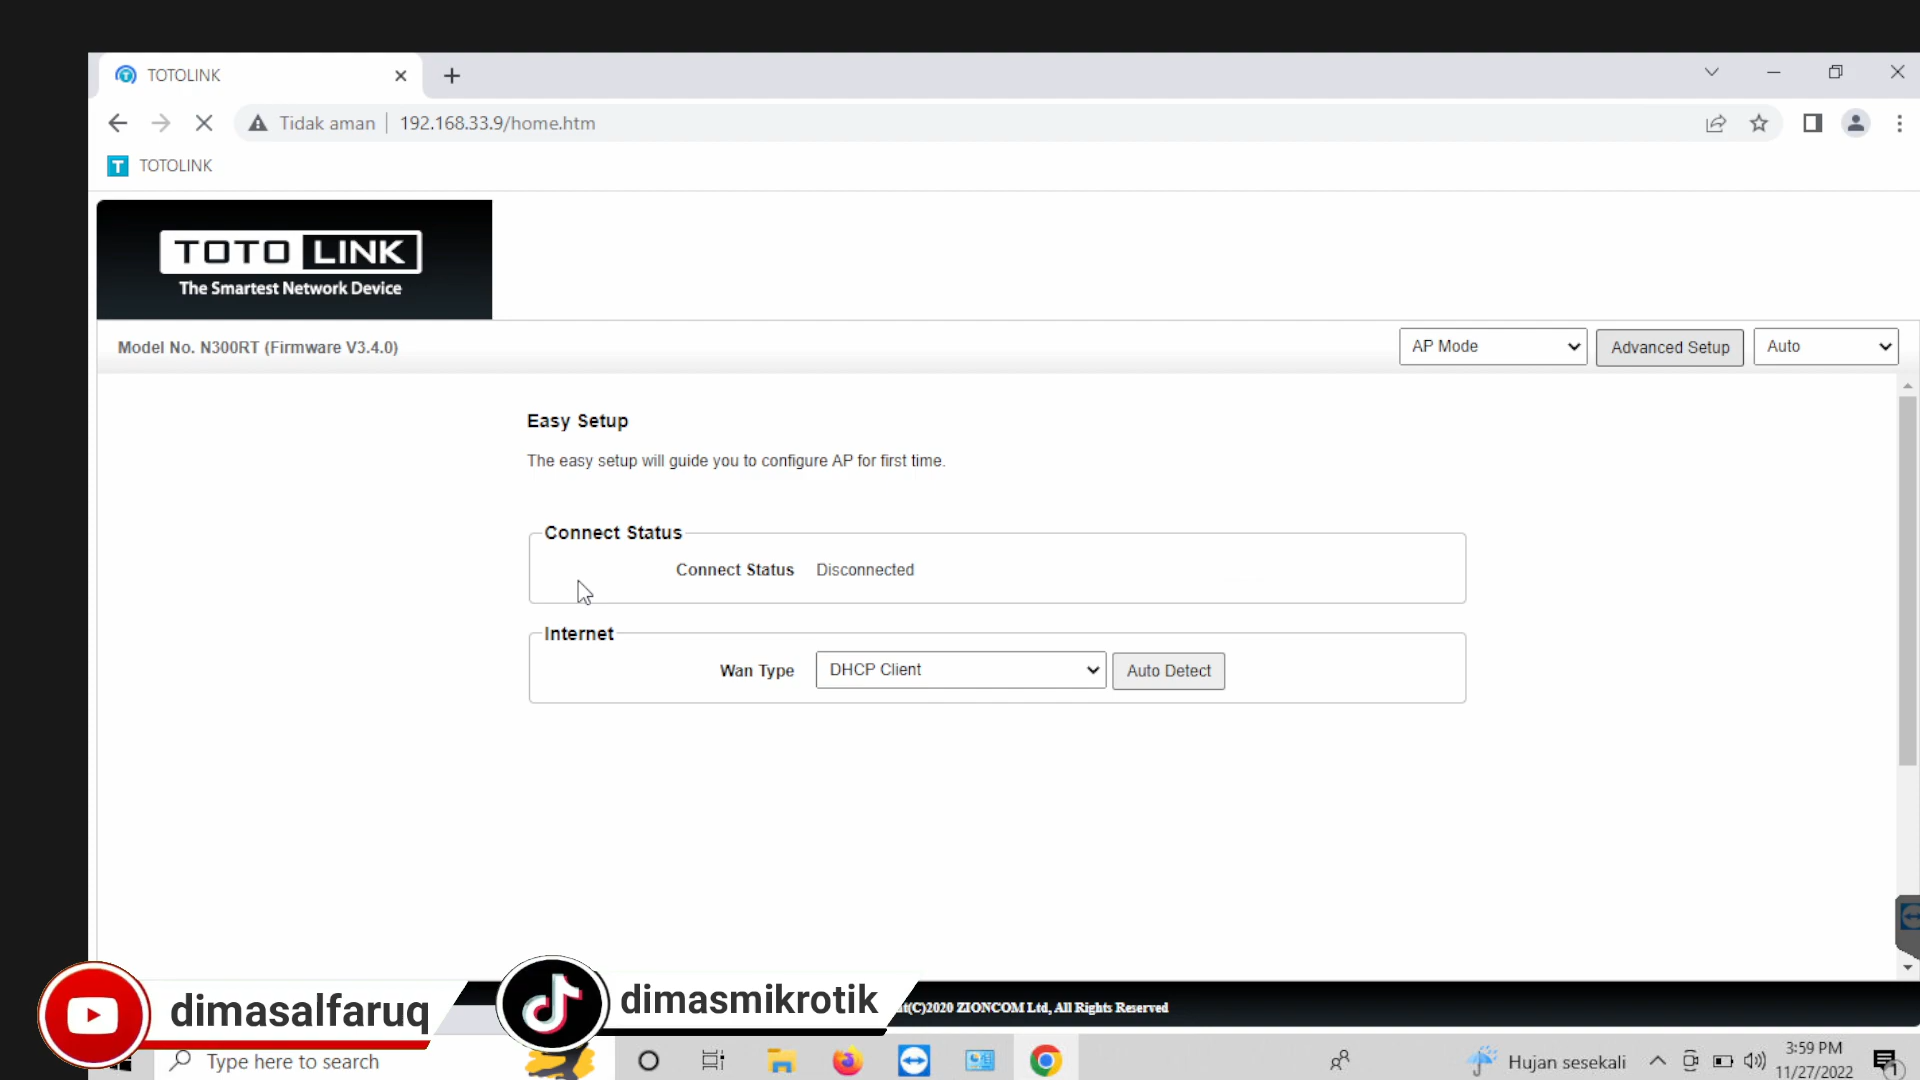 TOTOLINK
Tidak aman
192.168.33.9/home.htm
TOTOLINK
TOTO LINK
The Smartest Network Device
Model No. N300RT (Firmware V3.4.0)
AP Mode
Advanced Setup
Auto
Easy Setup
The easy setup will guide you to configure AP for first time.
Connect Status
Connect Status Disconnected
Internet
Wan Type DHCP Client Auto Detect
dimasalfaruq
dimasmikrotik
(C)2020 ZIONCOM Ltd, All Rights Reserved
Type here to search
Hujan sesekali
3:59 PM
11/27/2022
1